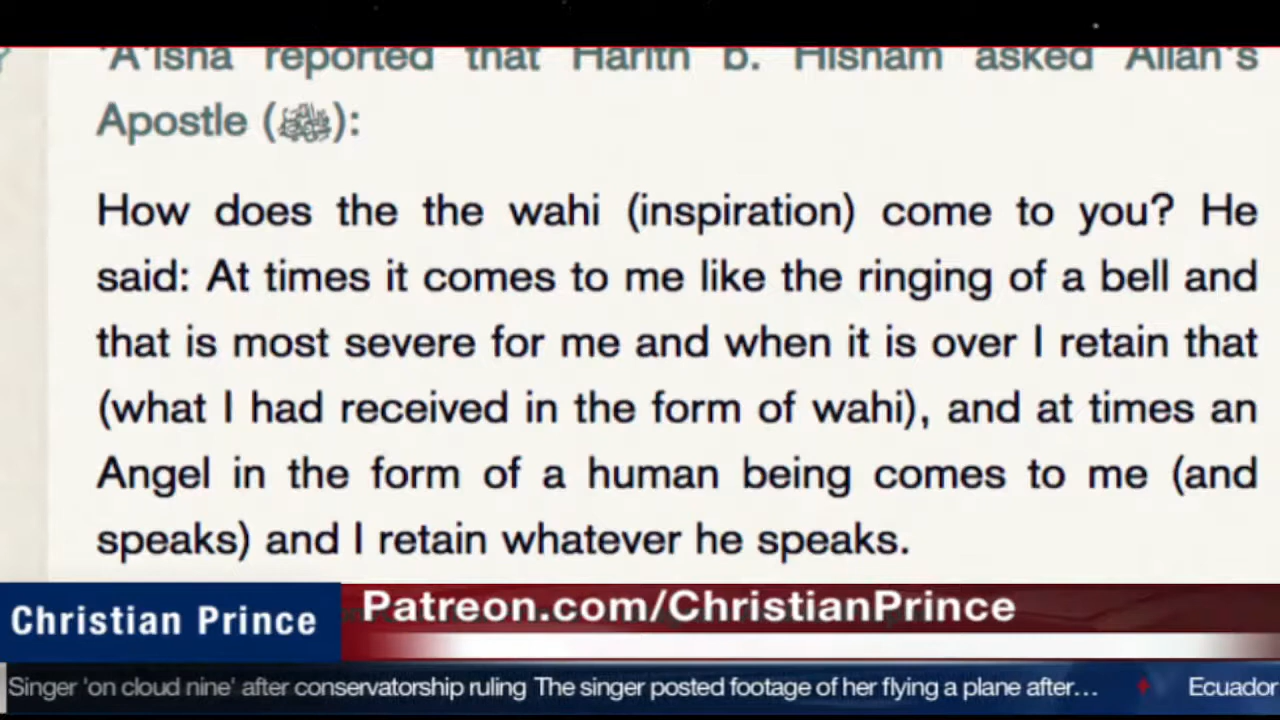 'A'isha reported that Harith b. Hisham asked Allah's
Apostle (ﷺ):
How does the the wahi (inspiration) come to you? He
said: At times it comes to me like the ringing of a bell and
that is most severe for me and when it is over I retain that
(what I had received in the form of wahi), and at times an
Angel in the form of a human being comes to me (and
speaks) and I retain whatever he speaks.
Christian Prince
Patreon.com/ChristianPrince
Singer 'on cloud nine' after conservatorship ruling The singer posted footage of her flying a plane after... Ecuador